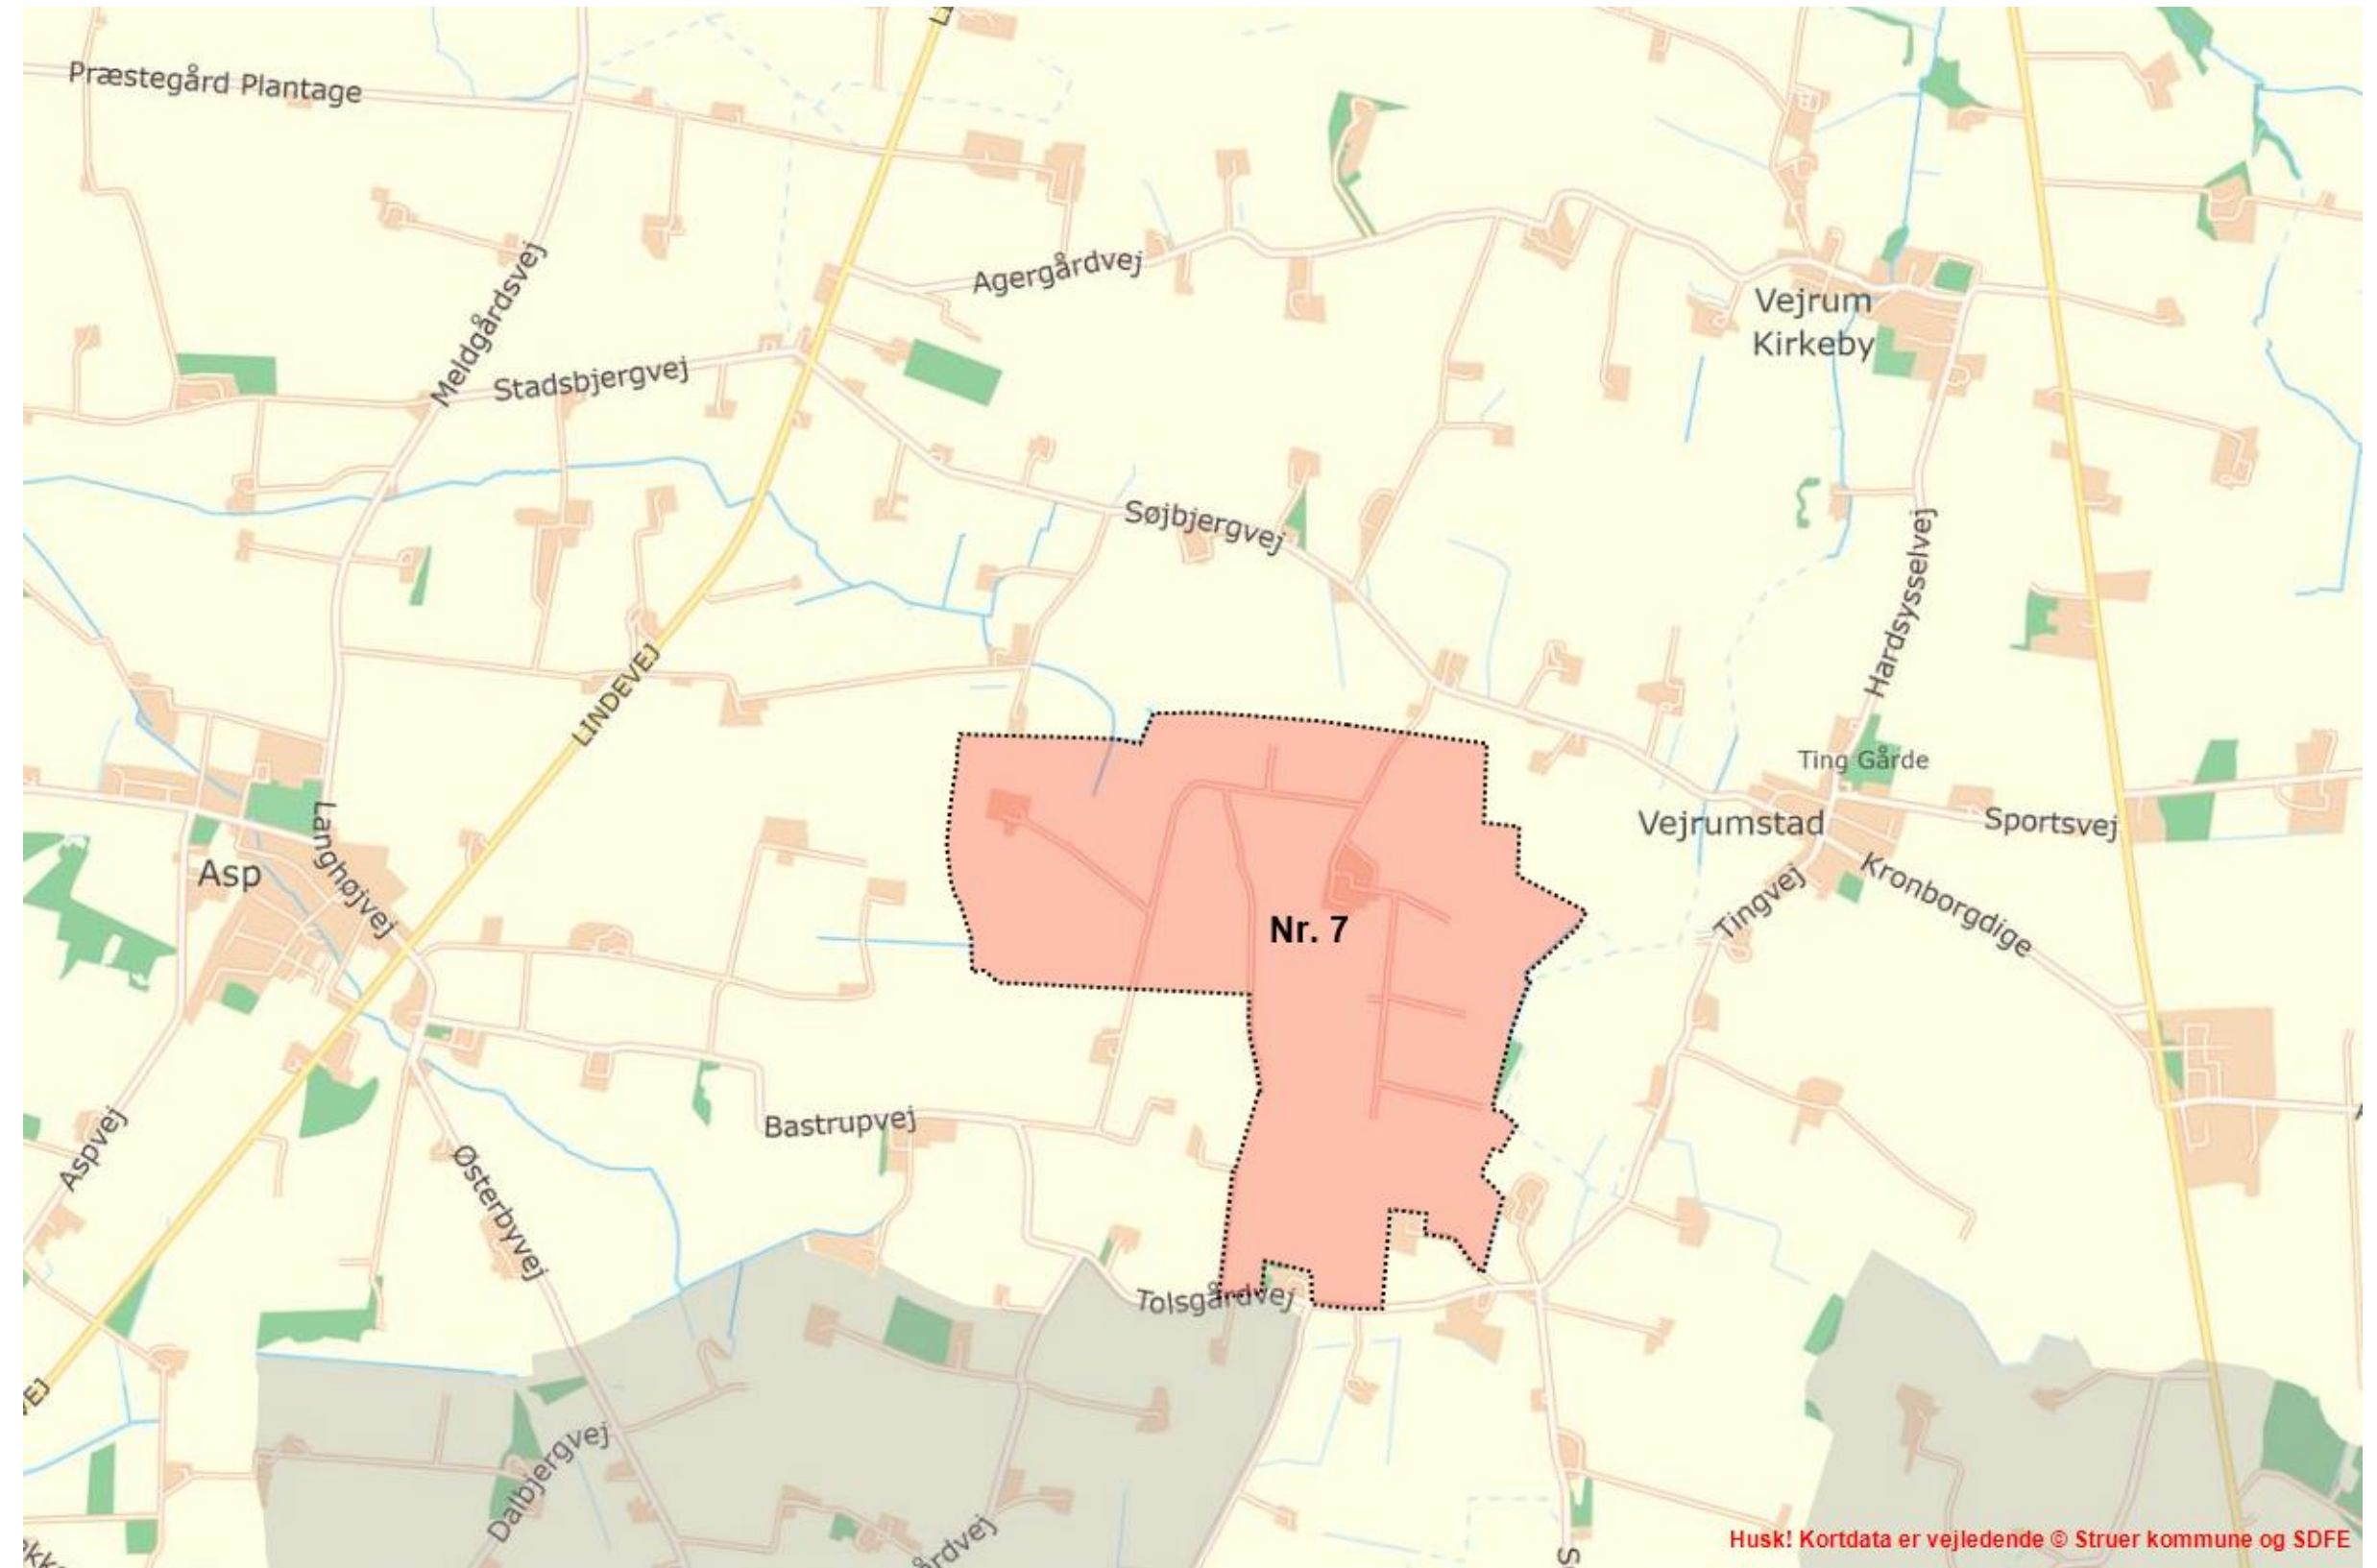 Præstegård Plantage
Agergårdvej
Meldgårdsvej
Vejrum
Kirkeby
Stadsbjergvej
Søjbjergvej
Hardsysselvej
LINDEVEJ
Ting Gårde
Langhøjvej
Vejrumstad
Sportsvej
Asp
Tingvej
Kronborgdige
Nr. 7
Bastrupvej
Aspvej
Østerbyvej
Tolsgårdvej
Dalbjergvej
Husk! Kortdata er vejledende © Struer kommune og SDFE